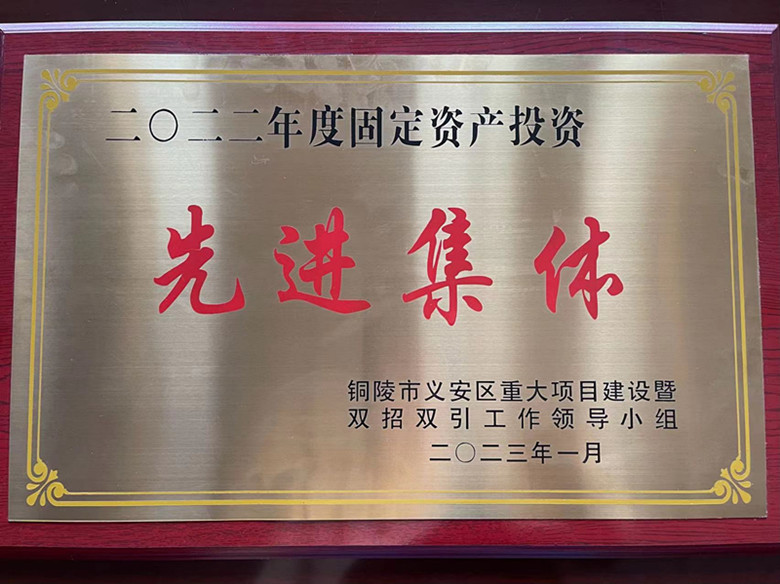 二〇二二年度固定资产投资
先进集体
铜陵市义安区重大项目建设暨
双招双引工作领导小组
二〇二三年一月